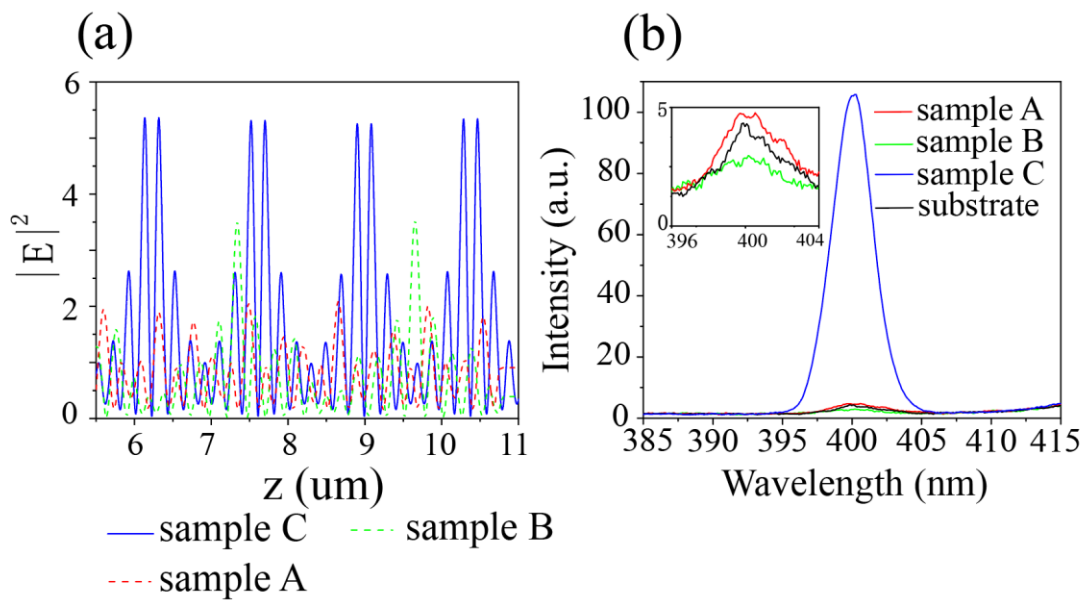 (a)
(b)
6
4
2
0
|E|²
6
7
8
9
10
11
z (um)
sample C
sample B
sample A
100
80
60
40
20
0
Intensity (a.u.)
5
0
396
400
404
sample A
sample B
sample C
substrate
385
390
395
400
405
410
415
Wavelength (nm)